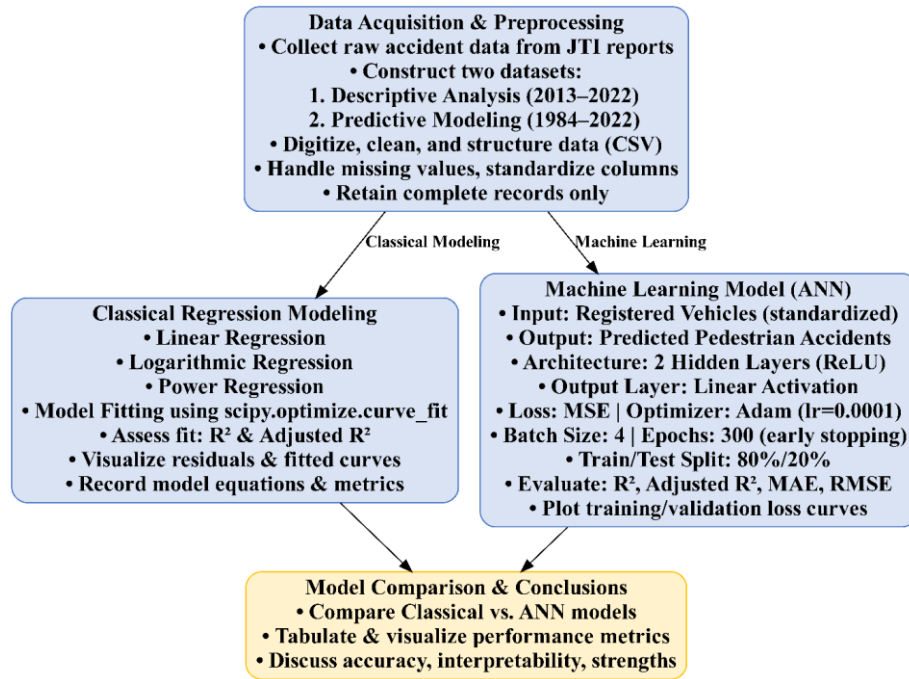 Data Acquisition & Preprocessing
• Collect raw accident data from JTI reports
• Construct two datasets:
1. Descriptive Analysis (2013–2022)
2. Predictive Modeling (1984–2022)
• Digitize, clean, and structure data (CSV)
• Handle missing values, standardize columns
• Retain complete records only
Classical Modeling
Machine Learning
Classical Regression Modeling
• Linear Regression
• Logarithmic Regression
• Power Regression
• Model Fitting using scipy.optimize.curve_fit
• Assess fit: R² & Adjusted R²
• Visualize residuals & fitted curves
• Record model equations & metrics
Machine Learning Model (ANN)
• Input: Registered Vehicles (standardized)
• Output: Predicted Pedestrian Accidents
• Architecture: 2 Hidden Layers (ReLU)
• Output Layer: Linear Activation
• Loss: MSE | Optimizer: Adam (lr=0.0001)
• Batch Size: 4 | Epochs: 300 (early stopping)
• Train/Test Split: 80%/20%
• Evaluate: R², Adjusted R², MAE, RMSE
• Plot training/validation loss curves
Model Comparison & Conclusions
• Compare Classical vs. ANN models
• Tabulate & visualize performance metrics
• Discuss accuracy, interpretability, strengths